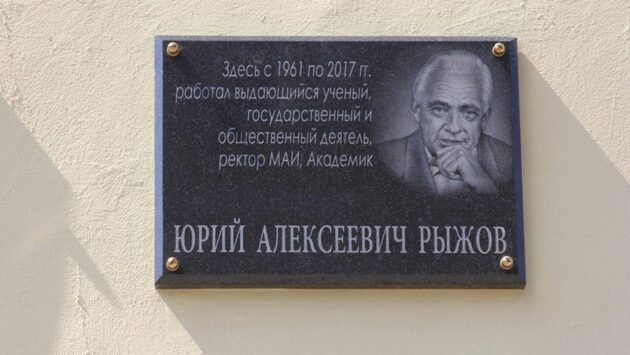 Здесь с 1961 по 2017 гг.
работал выдающийся ученый,
государственный и
общественный деятель,
ректор МАИ, Академик
ЮРИЙ АЛЕКСЕЕВИЧ РЫЖОВ